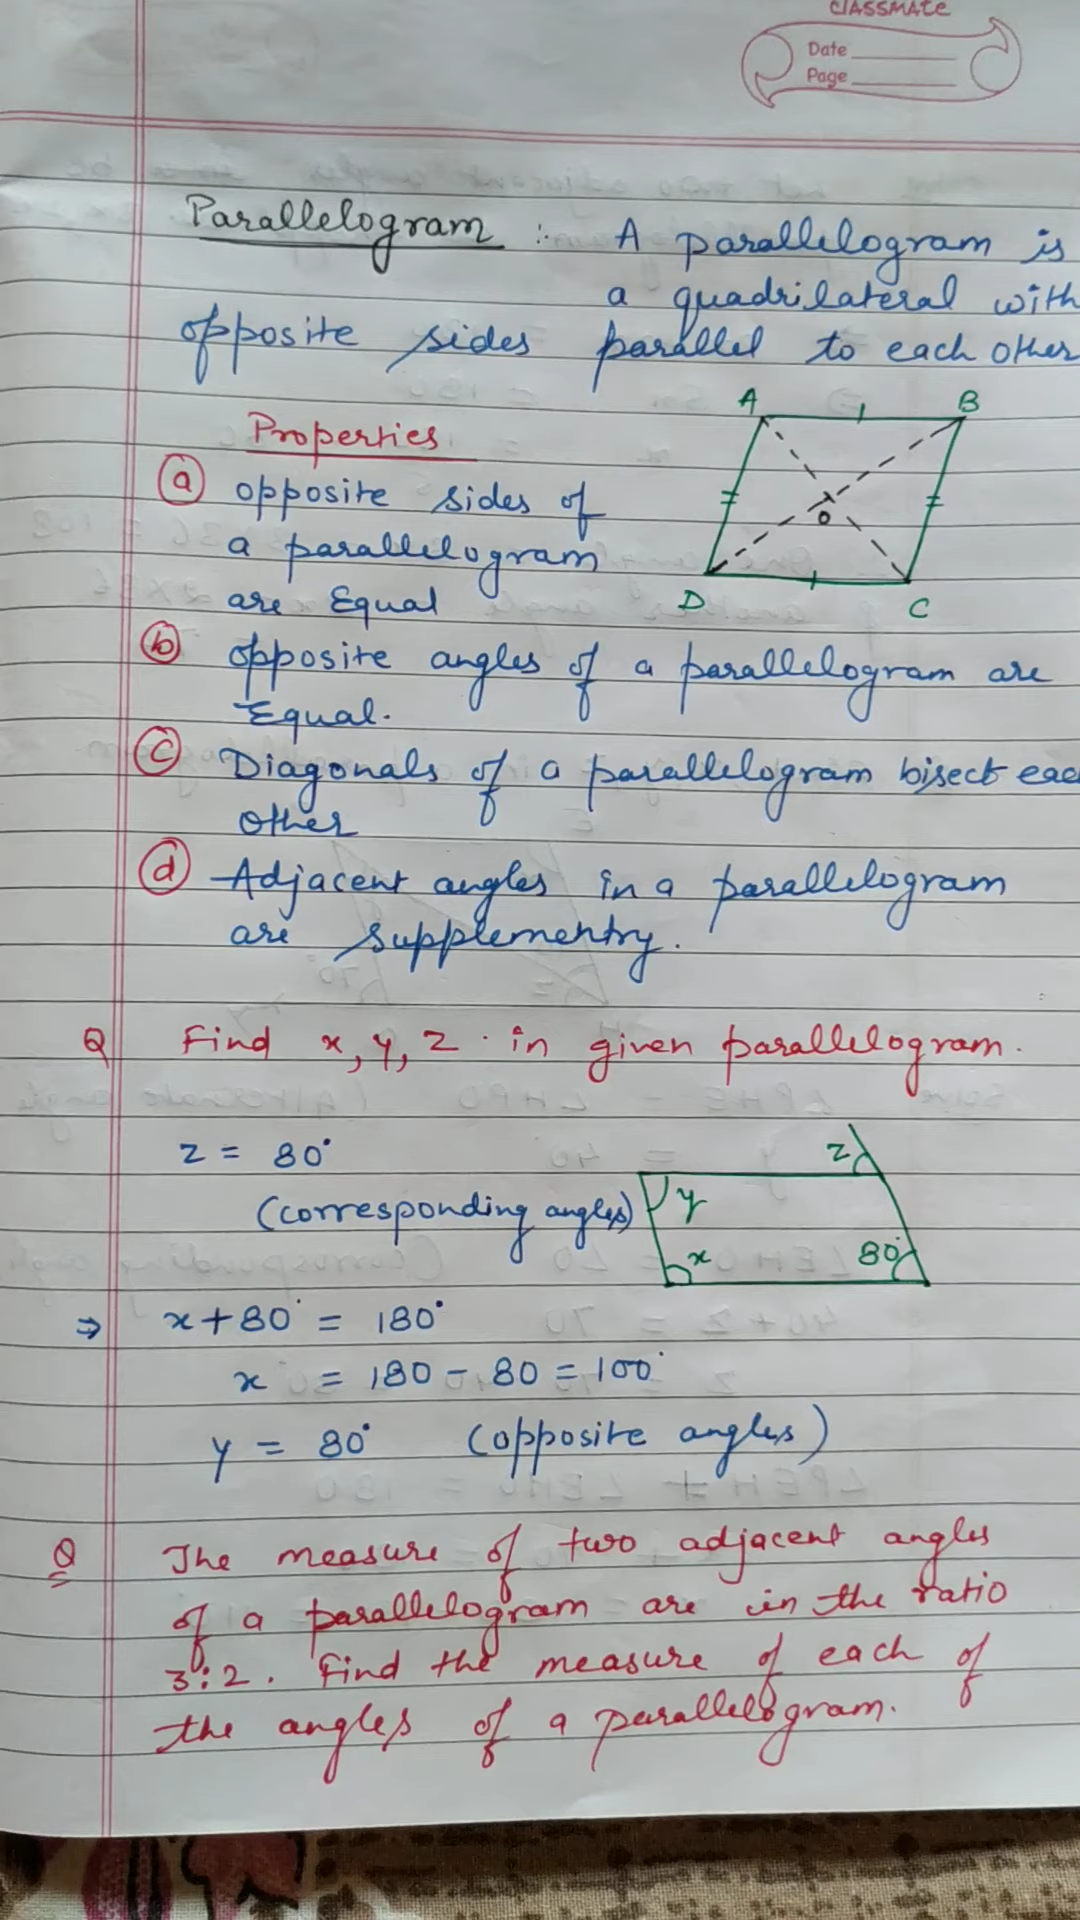 classmate
Date
Page
Parallelogram :- A parallelogram is
a quadrilateral with
opposite sides parallel to each other
A B
Properties
(a) opposite sides of
a parallelogram
are Equal
O
D C
(b) opposite angles of a parallelogram are
Equal.
(c) Diagonals of a parallelogram bisect eac
other
(d) Adjacent angles in a parallelogram
are supplementry.
Q Find x, y, z in given parallelogram.
z = 80°
z
(corresponding angles)
y
x 80°
⇒ x + 80° = 180°
x = 180 - 80 = 100°
y = 80° (opposite angles)
Q The measure of two adjacent angles
of a parallelogram are in the ratio
3:2. Find the measure of each of
the angles of a parallelogram.